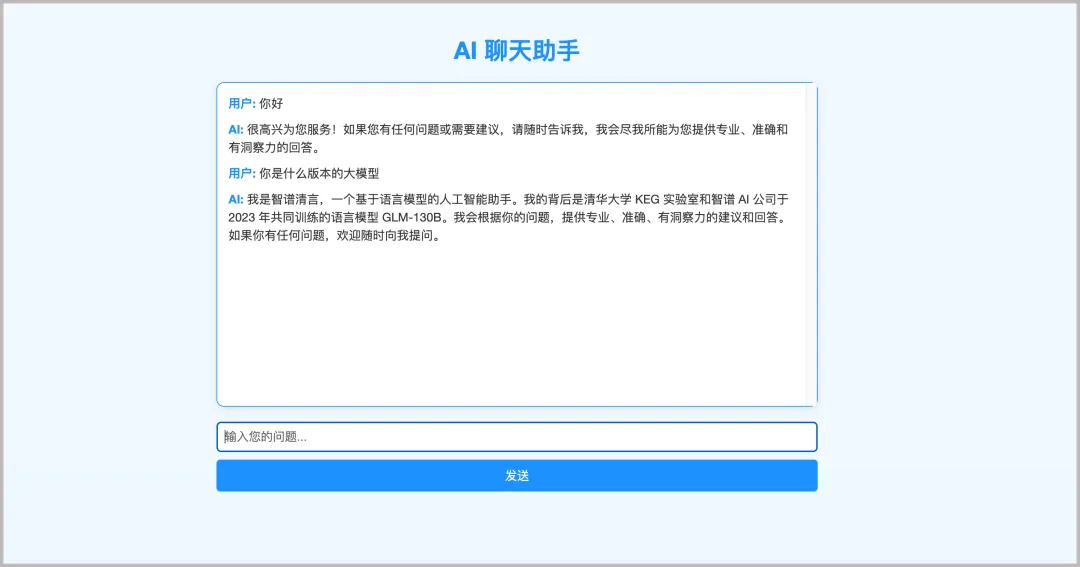 AI 聊天助手
用户: 你好
AI: 很高兴为您服务！如果您有任何问题或需要建议，请随时告诉我，我会尽我所能为您提供专业、准确和
有洞察力的回答。
用户: 你是什么版本的大模型
AI: 我是智谱清言，一个基于语言模型的人工智能助手。我的背后是清华大学 KEG 实验室和智谱 AI 公司于
2023 年共同训练的语言模型 GLM-130B。我会根据你的问题，提供专业、准确、有洞察力的建议和回答。
如果你有任何问题，欢迎随时向我提问。
输入您的问题...
发送